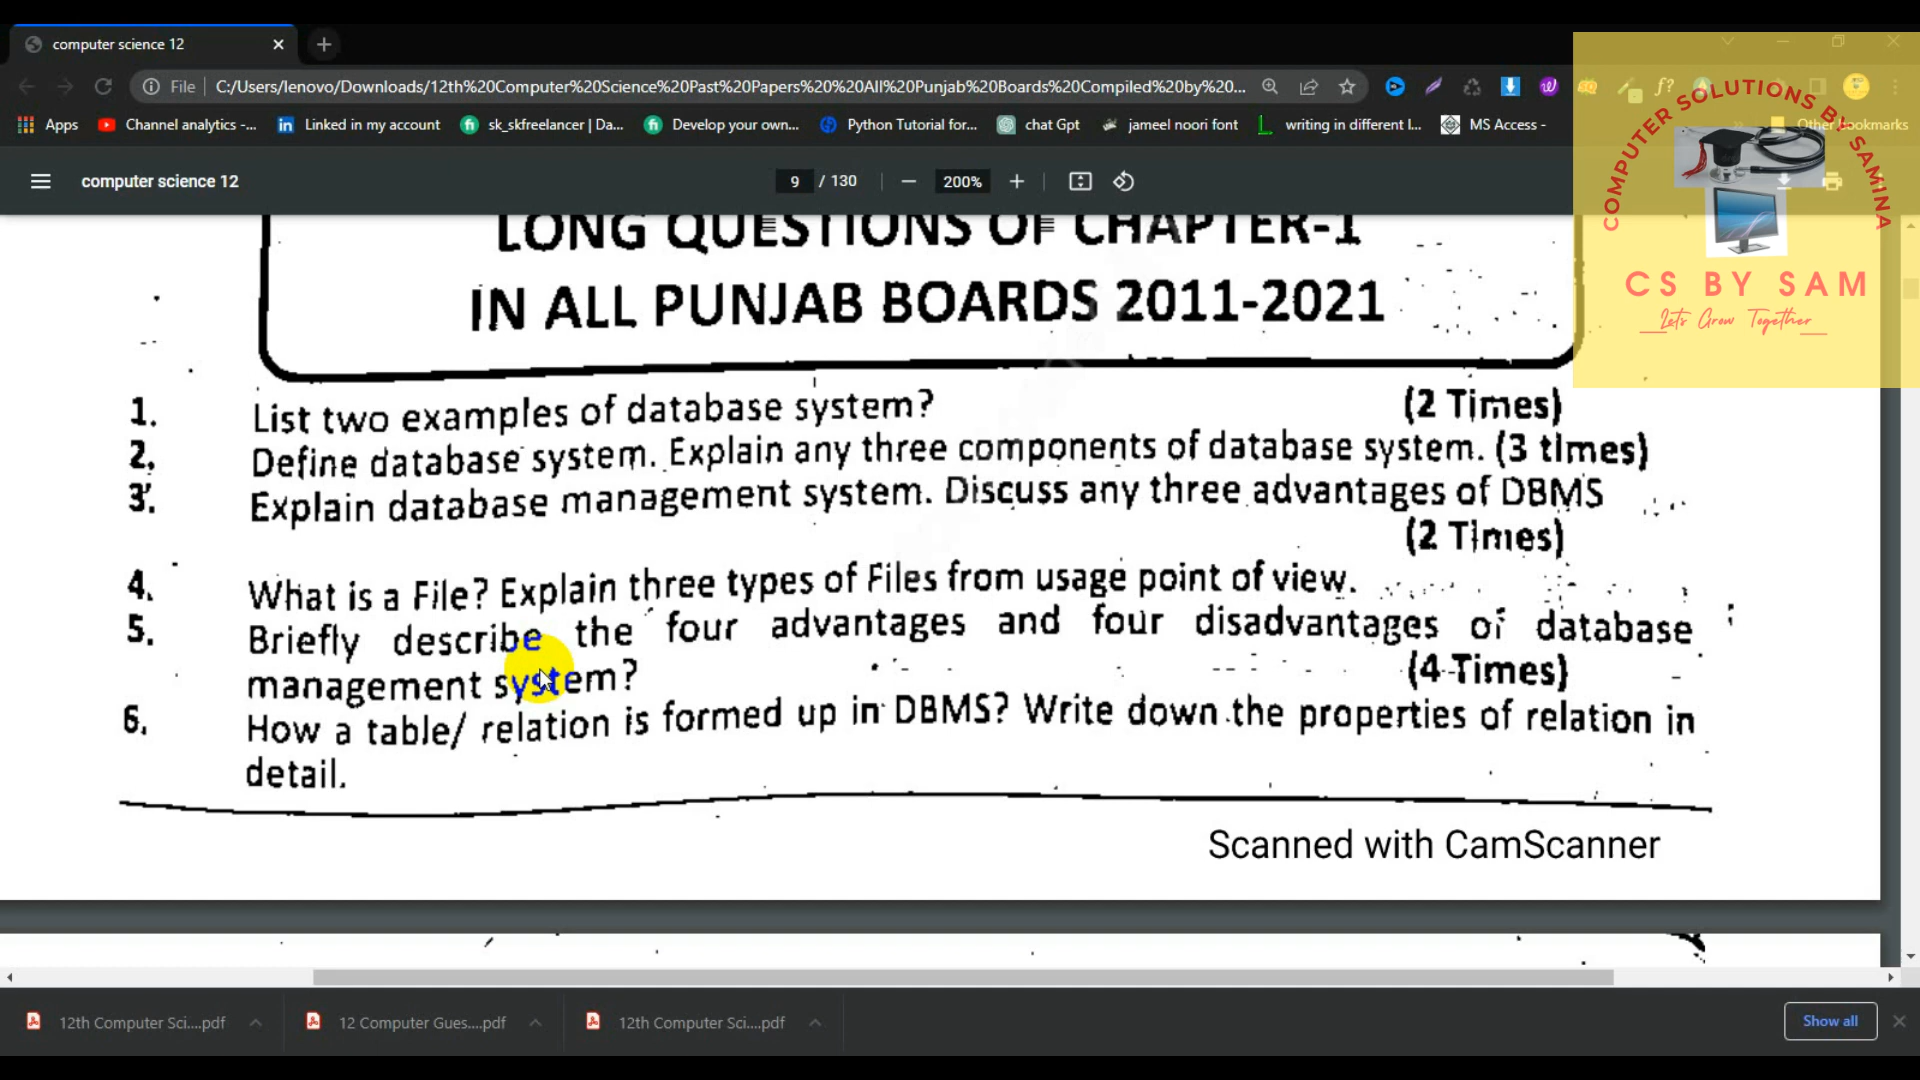 computer science 12
File
C:/Users/lenovo/Downloads/12th%20Computer%20Science%20Past%20Papers%20%20All%20Punjab%20Boards%20Compiled%20by%20...
Apps
Channel analytics -...
Linked in my account
sk_skfreelancer | Da...
Develop your own...
Python Tutorial for...
chat Gpt
jameel noori font
writing in different l...
MS Access -
Other bookmarks
computer science 12
9 / 130
200%
COMPUTER SOLUTIONS BY SAMINA
CS BY SAM
Let's Grow Together
LONG QUESTIONS OF CHAPTER-1
IN ALL PUNJAB BOARDS 2011-2021
1. List two examples of database system? (2 Times)
2. Define database system. Explain any three components of database system. (3 times)
3. Explain database management system. Discuss any three advantages of DBMS
(2 Times)
4. What is a File? Explain three types of Files from usage point of view.
5. Briefly describe the four advantages and four disadvantages of database
management system? (4 Times)
6. How a table/ relation is formed up in DBMS? Write down the properties of relation in
detail.
Scanned with CamScanner
12th Computer Sci....pdf
12 Computer Gues....pdf
12th Computer Sci....pdf
Show all